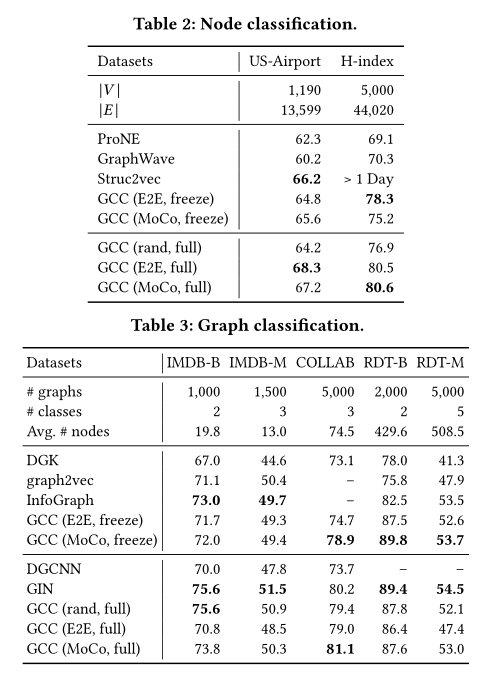 Table 2: Node classification.
Datasets US-Airport H-index
|V| 1,190 5,000
|E| 13,599 44,020
ProNE 62.3 69.1
GraphWave 60.2 70.3
Struc2vec 66.2 > 1 Day
GCC (E2E, freeze) 64.8 78.3
GCC (MoCo, freeze) 65.6 75.2
GCC (rand, full) 64.2 76.9
GCC (E2E, full) 68.3 80.5
GCC (MoCo, full) 67.2 80.6
Table 3: Graph classification.
Datasets IMDB-B IMDB-M COLLAB RDT-B RDT-M
# graphs 1,000 1,500 5,000 2,000 5,000
# classes 2 3 3 2 5
Avg. # nodes 19.8 13.0 74.5 429.6 508.5
DGK 67.0 44.6 73.1 78.0 41.3
graph2vec 71.1 50.4 – 75.8 47.9
InfoGraph 73.0 49.7 – 82.5 53.5
GCC (E2E, freeze) 71.7 49.3 74.7 87.5 52.6
GCC (MoCo, freeze) 72.0 49.4 78.9 89.8 53.7
DGCNN 70.0 47.8 73.7 – –
GIN 75.6 51.5 80.2 89.4 54.5
GCC (rand, full) 75.6 50.9 79.4 87.8 52.1
GCC (E2E, full) 70.8 48.5 79.0 86.4 47.4
GCC (MoCo, full) 73.8 50.3 81.1 87.6 53.0